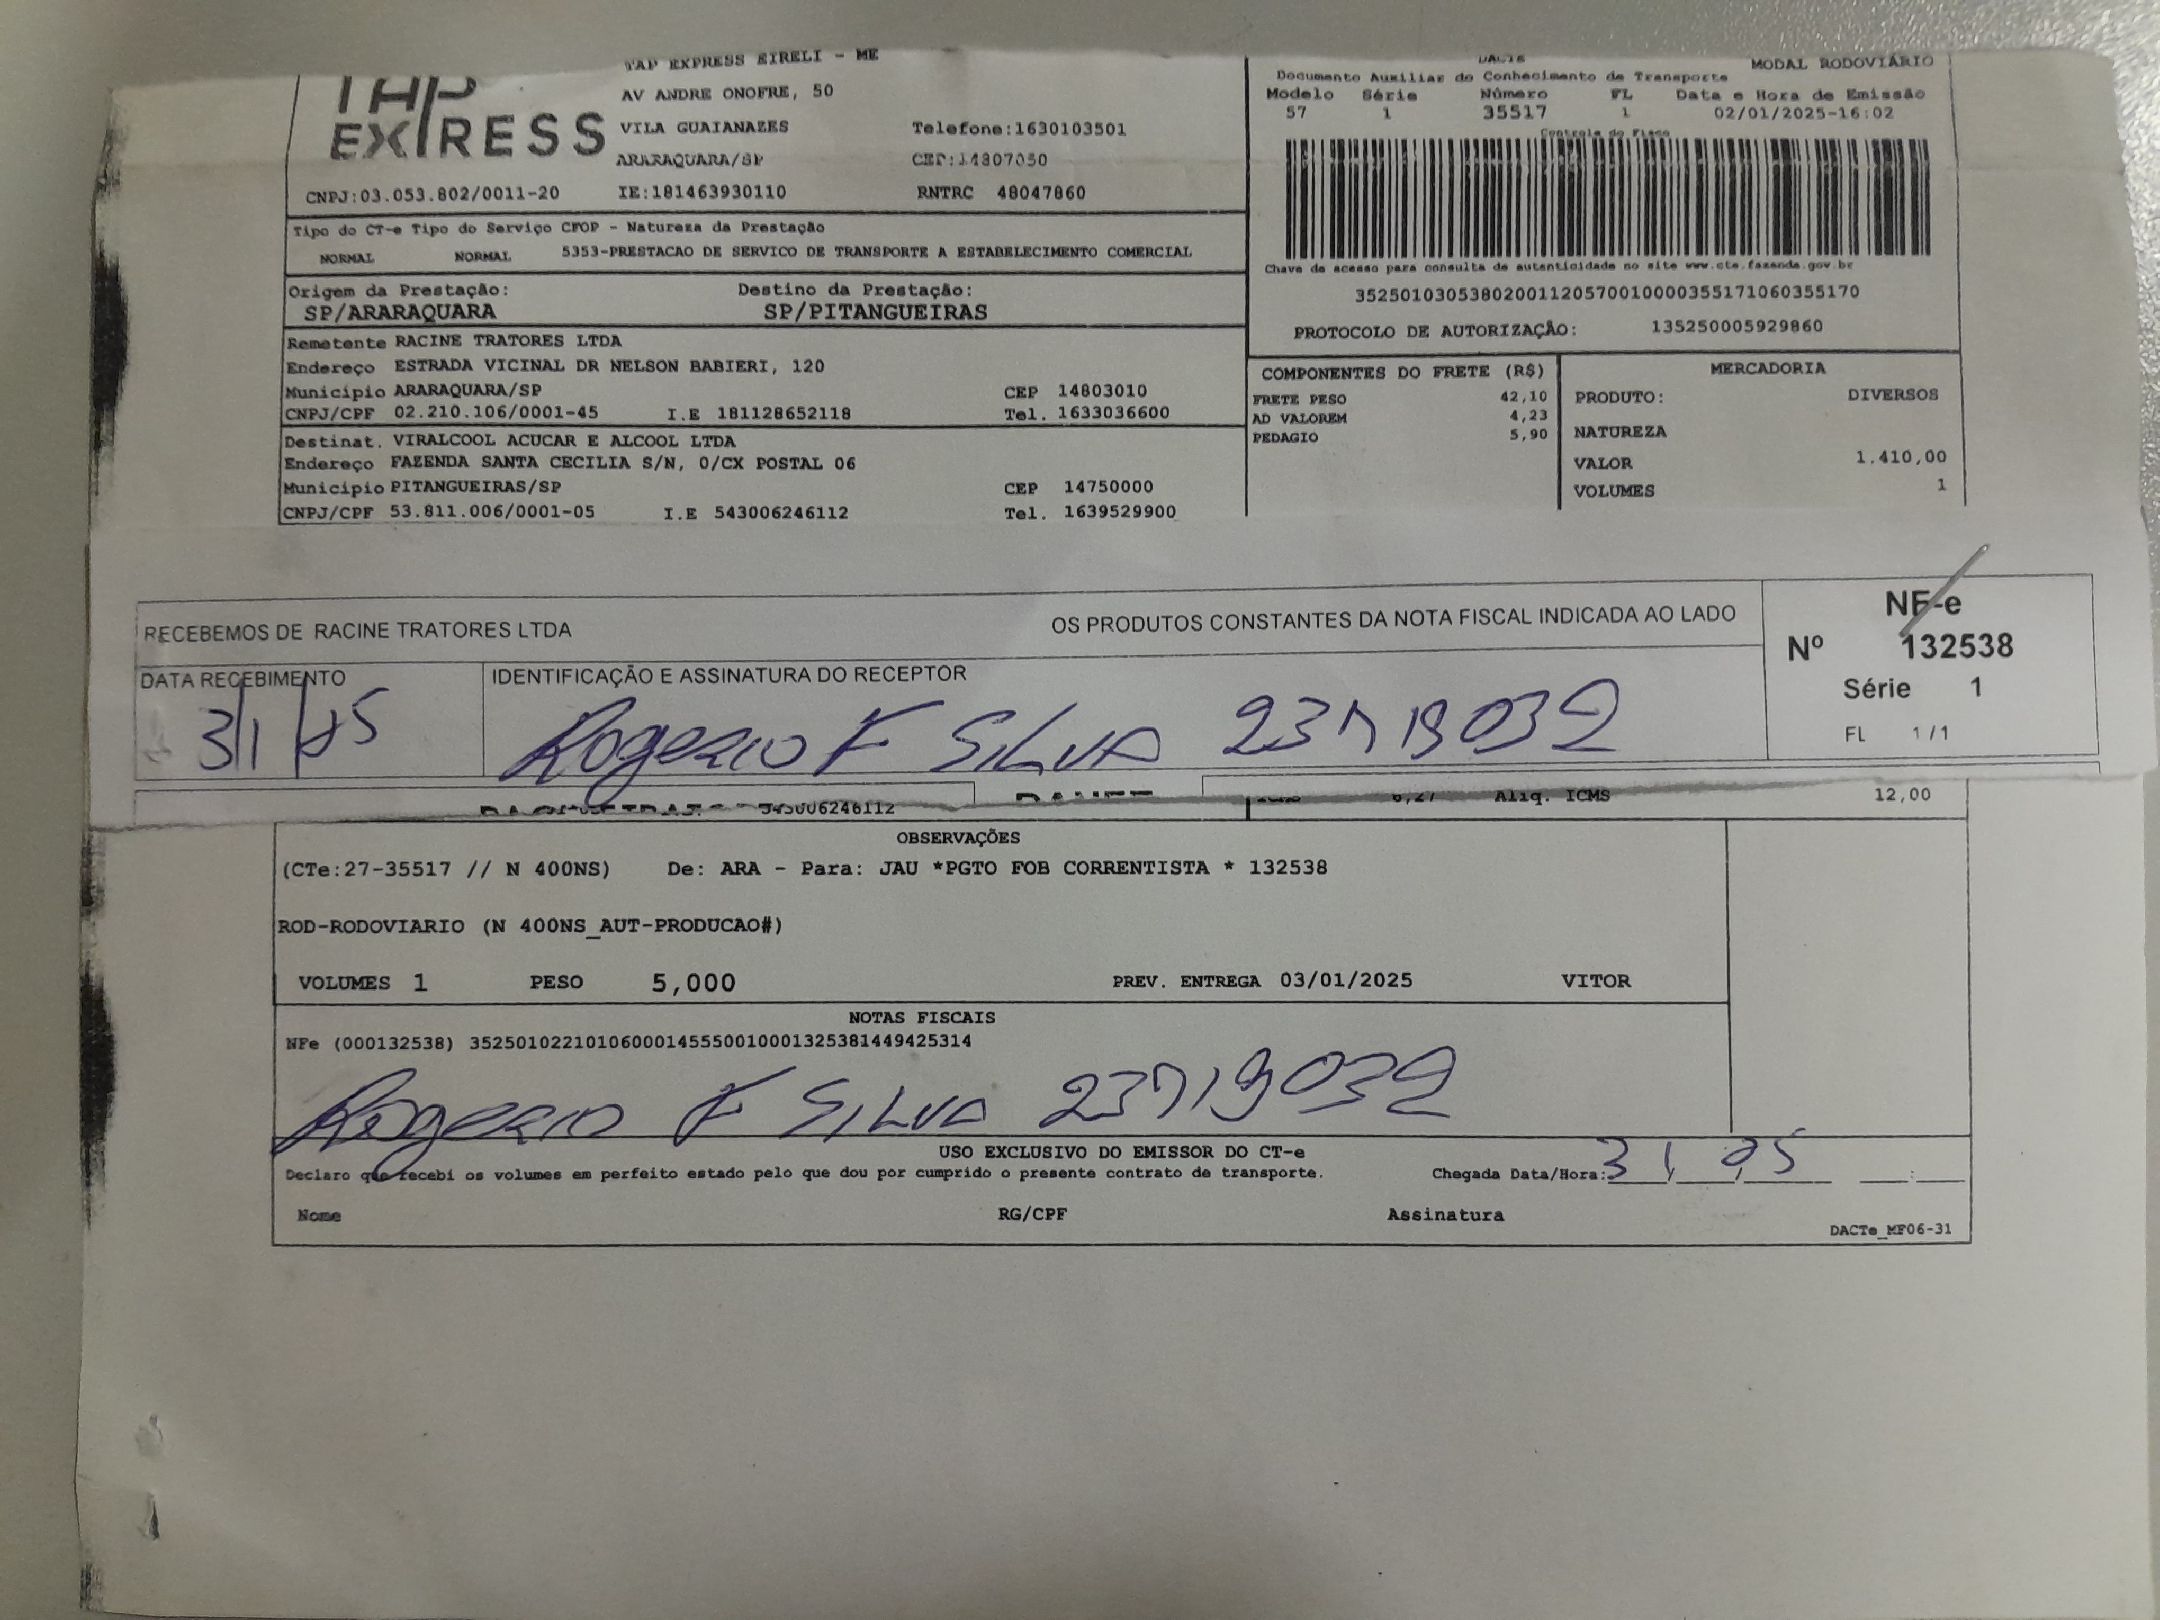 TAP EXPRESS
TAP EXPRESS EIRELI - ME
AV ANDRE ONOFRE, 50
VILA GUAIANAZES Telefone:1630103501
ARARAQUARA/SP CEP:14807050
CNPJ:03.053.802/0011-20 IE:181463930110 RNTRC 48047860
DACTE MODAL RODOVIÁRIO
Documento Auxiliar do Conhecimento de Transporte
Modelo Série Número FL Data e Hora de Emissão
57 1 35517 1 02/01/2025-16:02
Controle do Fisco
Chave de acesso para consulta de autenticidade no site www.cte.fazenda.gov.br
35250103053802001120570010000355171060355170
PROTOCOLO DE AUTORIZAÇÃO: 135250005929860
Tipo do CT-e Tipo do Serviço CFOP - Natureza da Prestação
NORMAL NORMAL 5353-PRESTACAO DE SERVICO DE TRANSPORTE A ESTABELECIMENTO COMERCIAL
Origem da Prestação: Destino da Prestação:
SP/ARARAQUARA SP/PITANGUEIRAS
Remetente RACINE TRATORES LTDA
Endereço ESTRADA VICINAL DR NELSON BABIERI, 120
Município ARARAQUARA/SP CEP 14803010
CNPJ/CPF 02.210.106/0001-45 I.E 181128652118 Tel. 1633036600
Destinat. VIRALCOOL ACUCAR E ALCOOL LTDA
Endereço FAZENDA SANTA CECILIA S/N, 0/CX POSTAL 06
Município PITANGUEIRAS/SP CEP 14750000
CNPJ/CPF 53.811.006/0001-05 I.E 543006246112 Tel. 1639529900
COMPONENTES DO FRETE (R$)
FRETE PESO 42,10
AD VALOREM 4,23
PEDAGIO 5,90
MERCADORIA
PRODUTO: DIVERSOS
NATUREZA
VALOR 1.410,00
VOLUMES 1
RECEBEMOS DE RACINE TRATORES LTDA OS PRODUTOS CONSTANTES DA NOTA FISCAL INDICADA AO LADO
DATA RECEBIMENTO IDENTIFICAÇÃO E ASSINATURA DO RECEPTOR
3/1/25 Rogerio F Silva 23719032
NF-e
Nº 132538
Série 1
FL 1 / 1
543006246112 Aliq. ICMS 12,00
OBSERVAÇÕES
(CTe:27-35517 // N 400NS) De: ARA - Para: JAU *PGTO FOB CORRENTISTA * 132538
ROD-RODOVIARIO (N 400NS_AUT-PRODUCAO#)
VOLUMES 1 PESO 5,000 PREV. ENTREGA 03/01/2025 VITOR
NOTAS FISCAIS
NFe (000132538) 35250102210106000145550010001325381449425314
Rogerio F Silva 23719032
USO EXCLUSIVO DO EMISSOR DO CT-e
Declaro que recebi os volumes em perfeito estado pelo que dou por cumprido o presente contrato de transporte. Chegada Data/Hora: 3 1 25
Nome RG/CPF Assinatura
DACTe_MF06-31